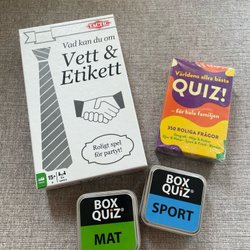 TACTIC
Vad kan du om
Vett &
Etikett
Roligt spel
för partyt!
15+
Världens allra bästa
QUIZ!
– för hela familjen
350 ROLIGA FRÅGOR
BOX
QUIZ®
MAT
BOX
QUIZ®
SPORT